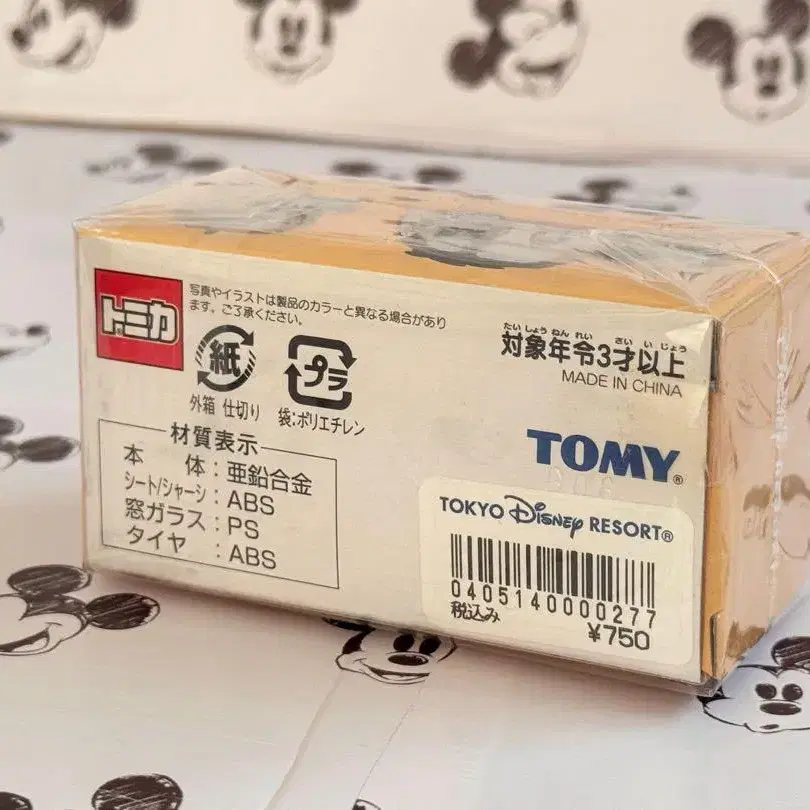 トミカ
写真やイラストは製品のカラーと異なる場合があり
ます。ご了承ください。
紙
外箱 仕切り
プラ
袋:ポリエチレン
たいしょうねんれい さいいじょう
対象年令3才以上
MADE IN CHINA
材質表示
本 体:亜鉛合金
シート/シャーシ:ABS
窓ガラス:PS
タイヤ:ABS
TOMY®
TOKYO Disney RESORT®
0405140000277
税込み
¥750